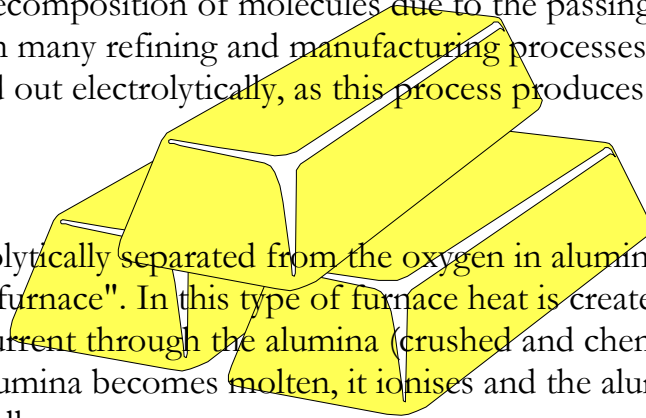 ecomposition of molecules due to the passing
many refining and manufacturing processes
out electrolytically, as this process produces
lytically separated from the oxygen in alumin
furnace". In this type of furnace heat is create
urrent through the alumina (crushed and chem
umina becomes molten, it ionises and the alum